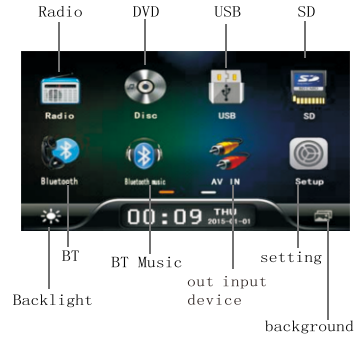 Radio DVD USB SD
Radio Disc USB SD
Bluetooth Bluetooth music AV IN Setup
00:09 THU
2015-01-01
BT BT Music setting
out input
device
Backlight
background